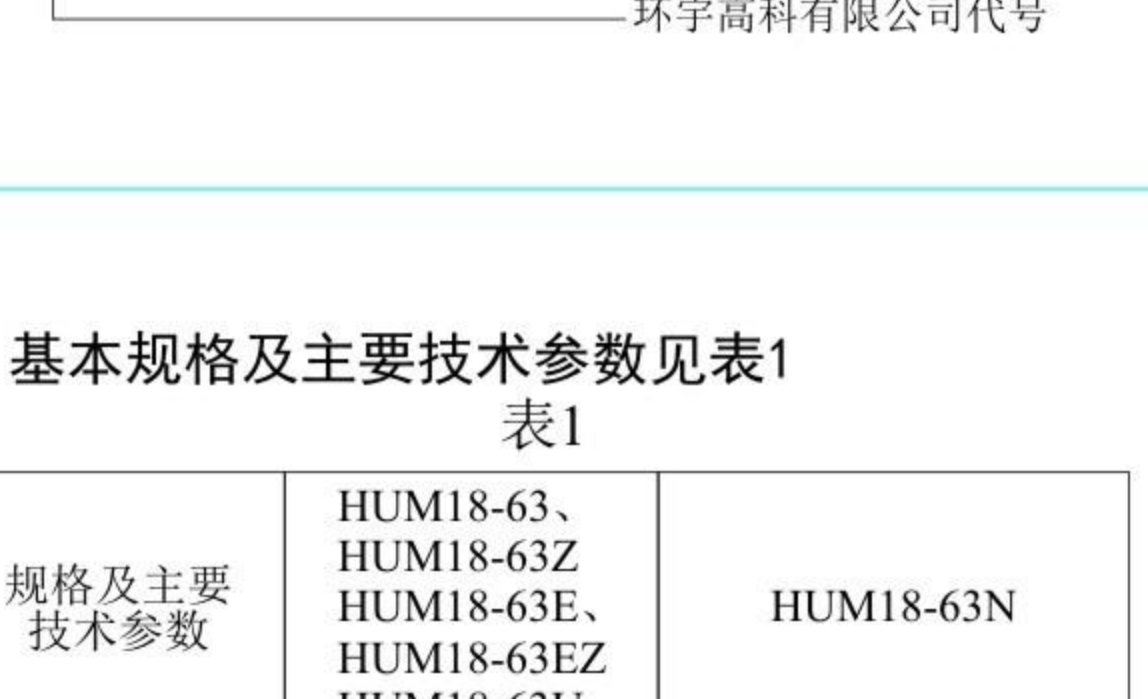 环宇高科有限公司代号
基本规格及主要技术参数见表1
表1
规格及主要
技术参数
HUM18-63、
HUM18-63Z
HUM18-63E、
HUM18-63EZ
HUM18-63N